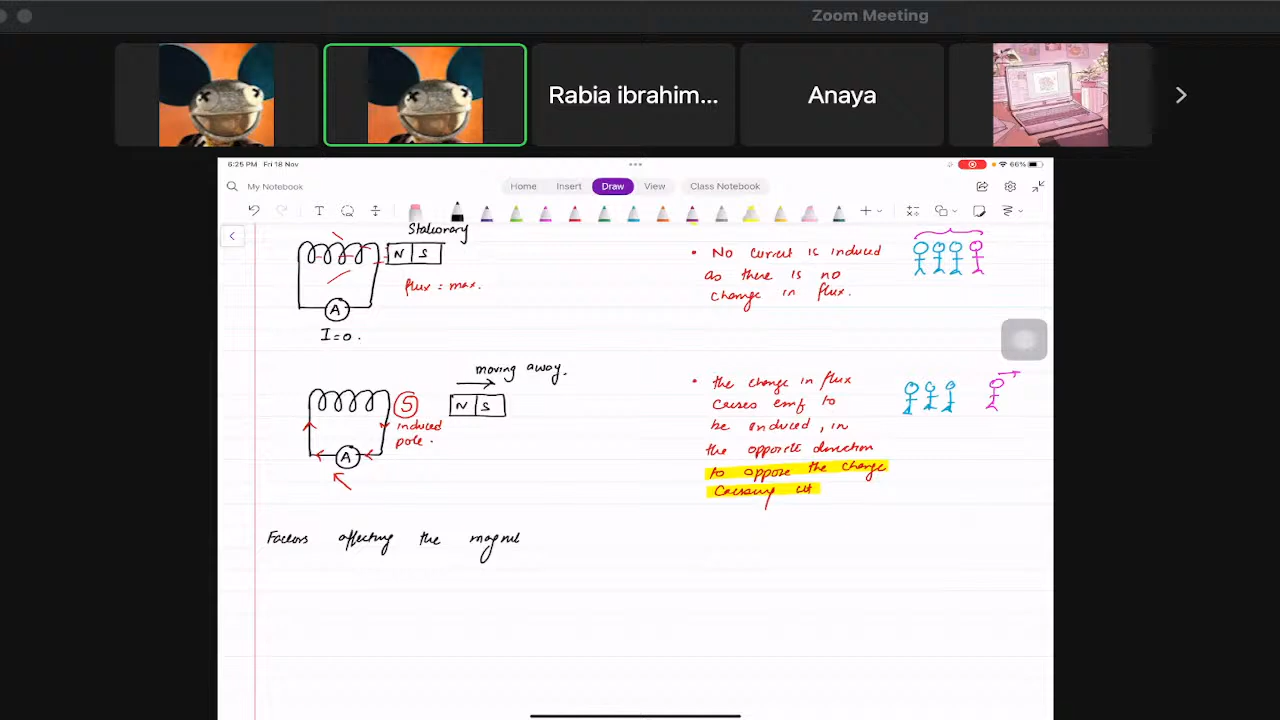 Zoom Meeting
Rabia ibrahim...
Anaya
6:25 PM Fri 18 Nov
66%
My Notebook
Home Insert Draw View Class Notebook
T
Stationary
N S
flux = max.
A
I=0.
• No current is induced
as there is no
change in flux.
moving away.
S
N S
induced
pole.
A
• the change in flux
causes emf to
be induced, in
the opposite direction
to oppose the change
causing it
Factors affecting the magnit